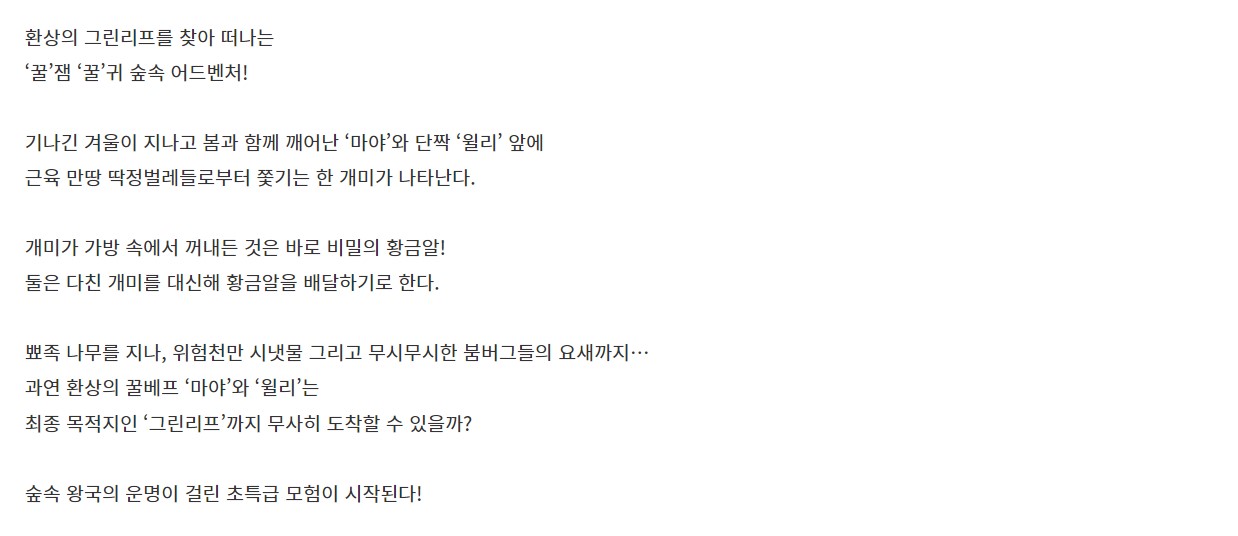 환상의 그린리프를 찾아 떠나는
‘꿀’잼 ‘꿀’귀 숲속 어드벤처!
기나긴 겨울이 지나고 봄과 함께 깨어난 ‘마야’와 단짝 ‘윌리’ 앞에
근육 만땅 딱정벌레들로부터 쫓기는 한 개미가 나타난다.
개미가 가방 속에서 꺼내든 것은 바로 비밀의 황금알!
둘은 다친 개미를 대신해 황금알을 배달하기로 한다.
뾰족 나무를 지나, 위험천만 시냇물 그리고 무시무시한 붐버그들의 요새까지…
과연 환상의 꿀베프 ‘마야’와 ‘윌리’는
최종 목적지인 ‘그린리프’까지 무사히 도착할 수 있을까?
숲속 왕국의 운명이 걸린 초특급 모험이 시작된다!